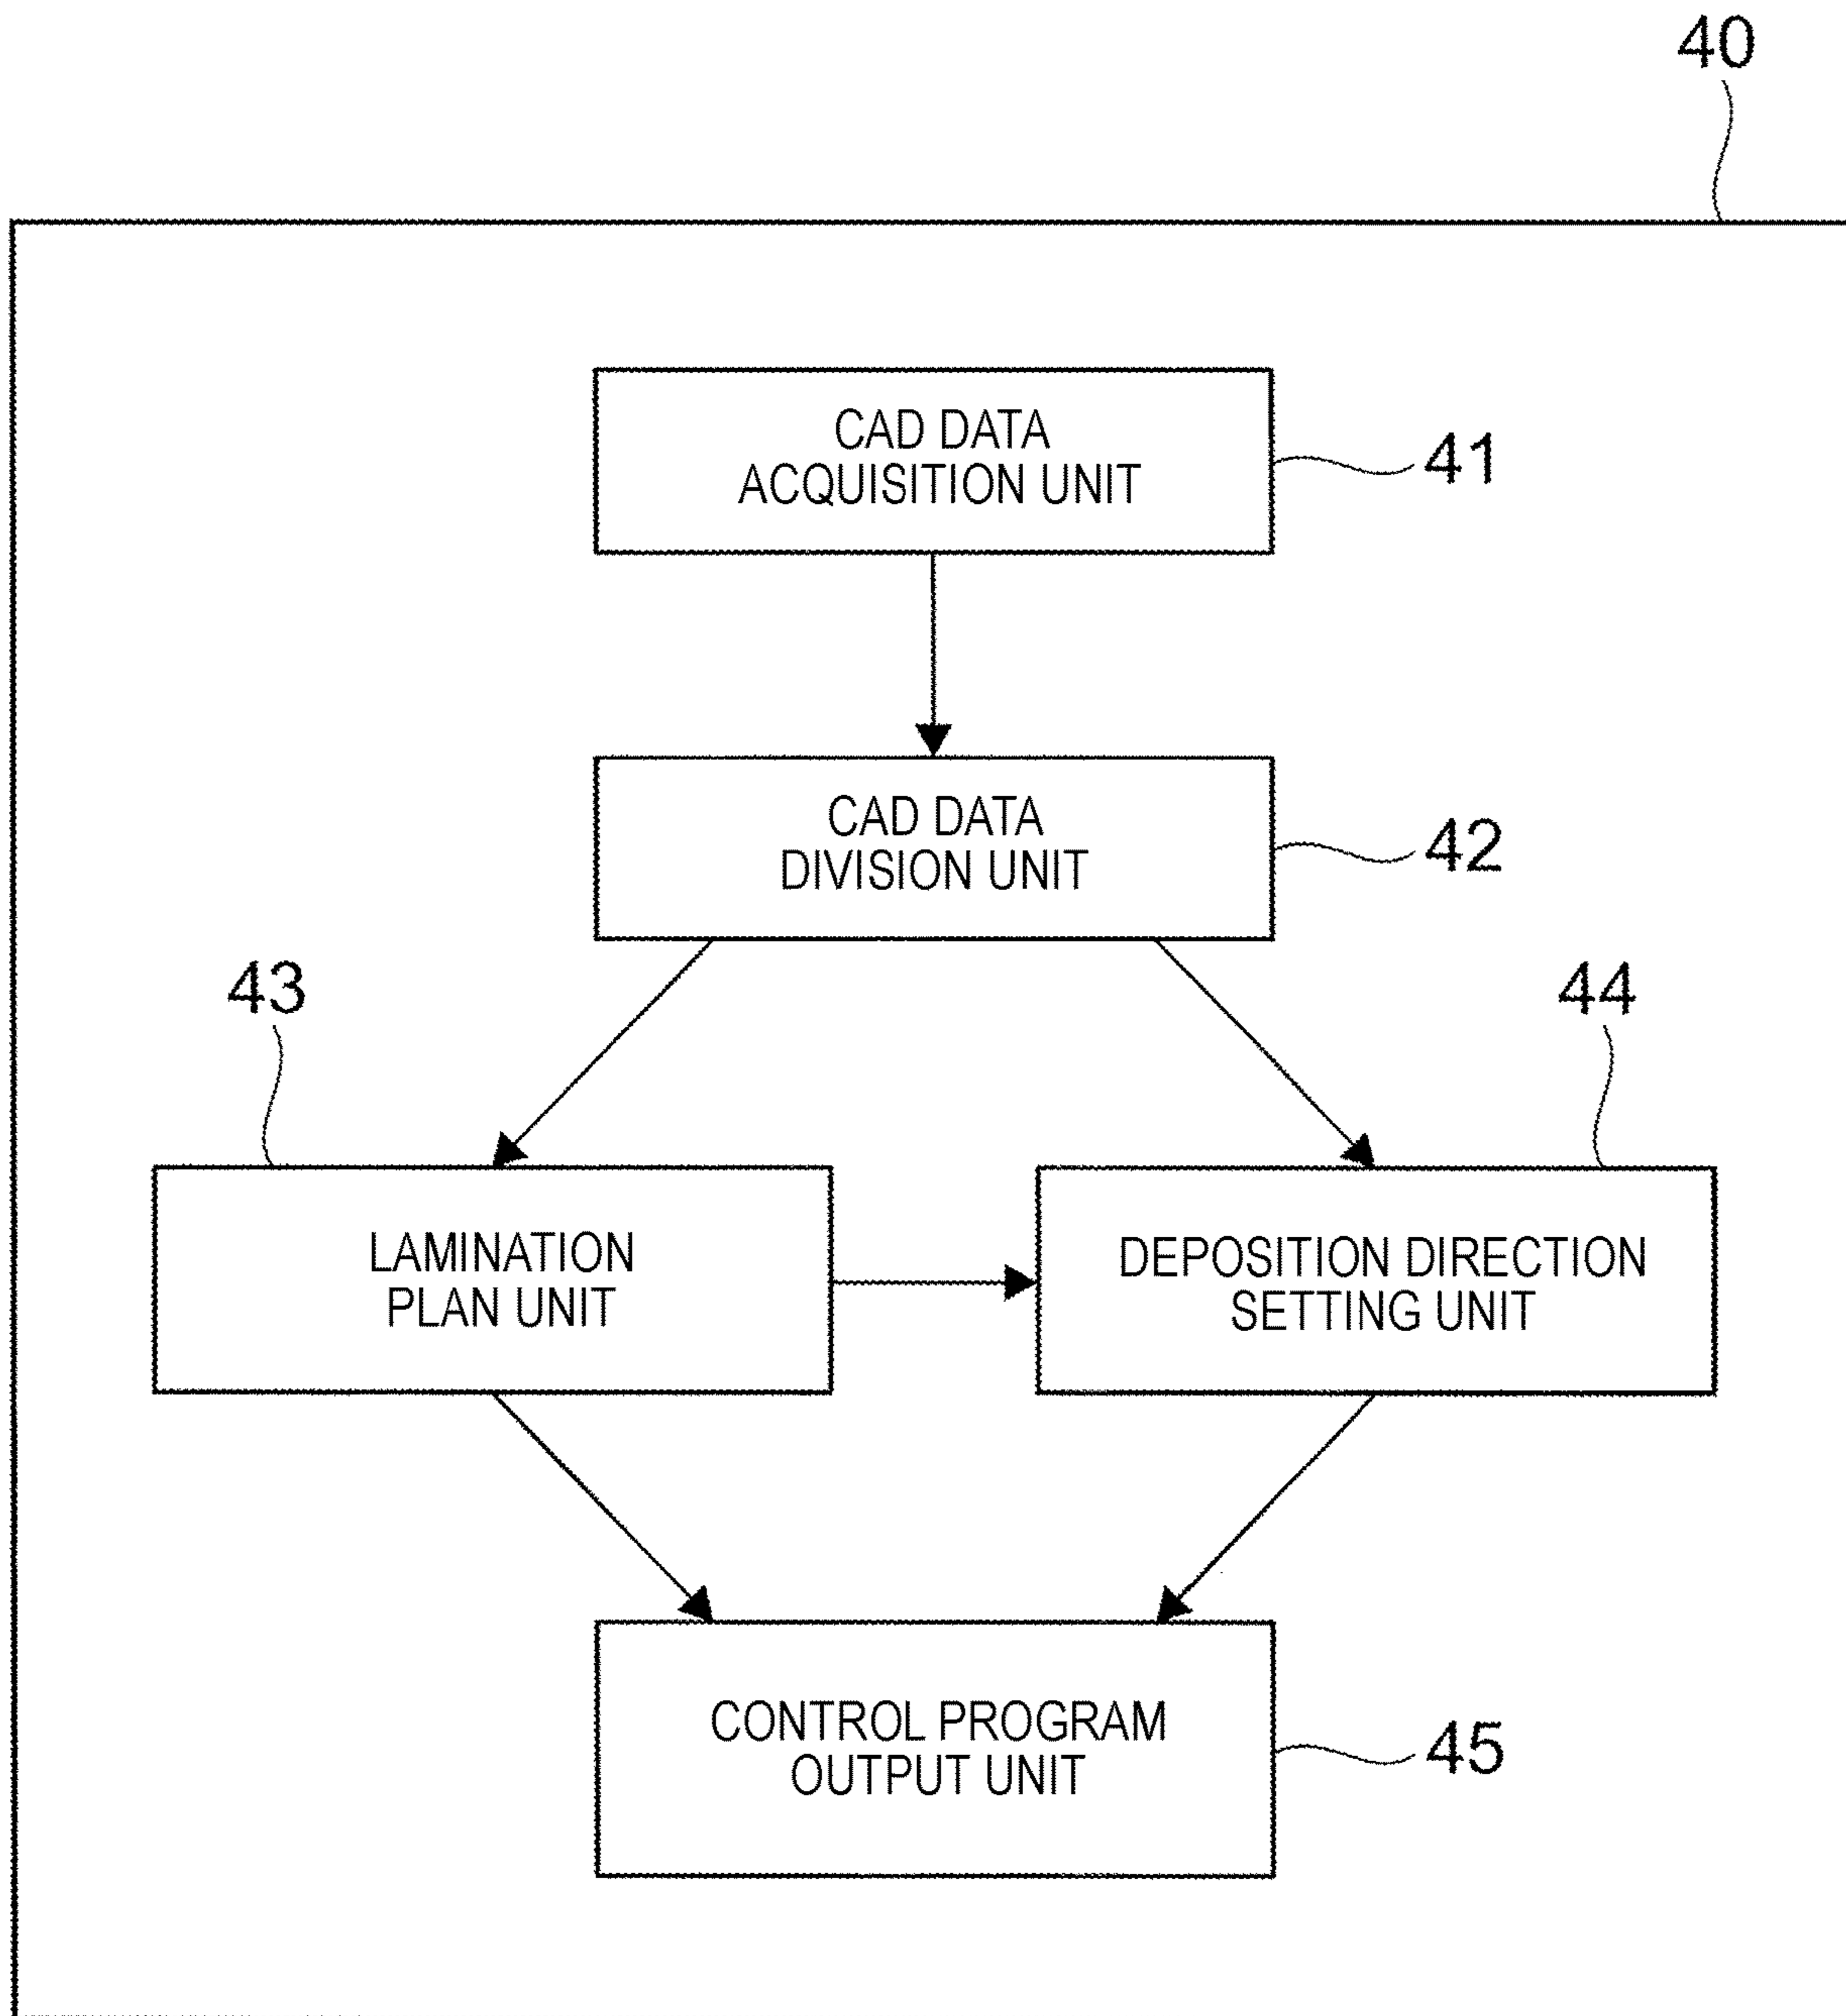 40
CAD DATA
ACQUISITION UNIT
41
CAD DATA
DIVISION UNIT
42
43
44
LAMINATION
PLAN UNIT
DEPOSITION DIRECTION
SETTING UNIT
CONTROL PROGRAM
OUTPUT UNIT
45